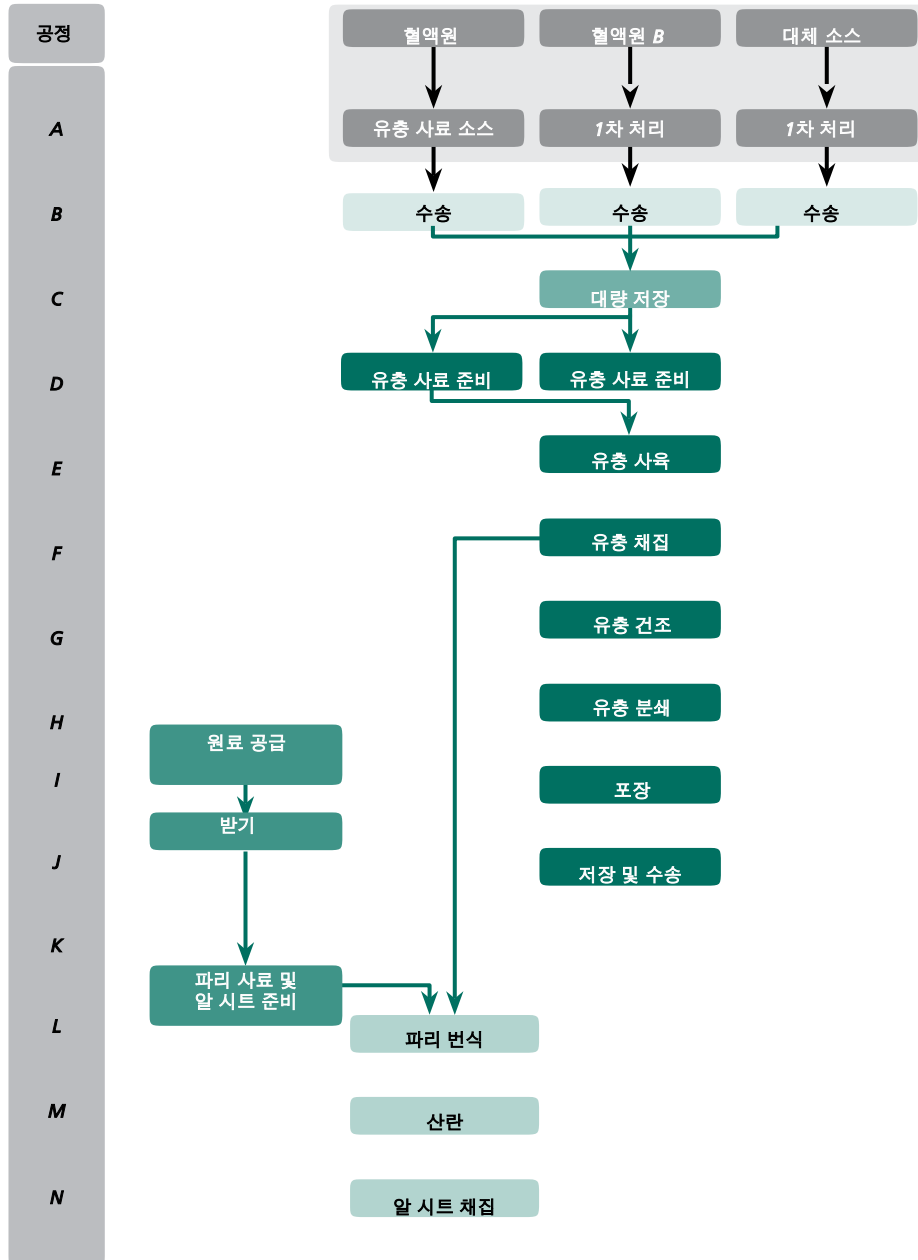 공정
혈액원
혈액원 B
대체 소스
A
유충 사료 소스
1차 처리
1차 처리
B
수송
수송
수송
C
대량 저장
D
유충 사료 준비
유충 사료 준비
E
유충 사육
F
유충 채집
G
유충 건조
H
유충 분쇄
원료 공급
I
포장
받기
J
저장 및 수송
K
파리 사료 및
알 시트 준비
L
파리 번식
M
산란
N
알 시트 채집